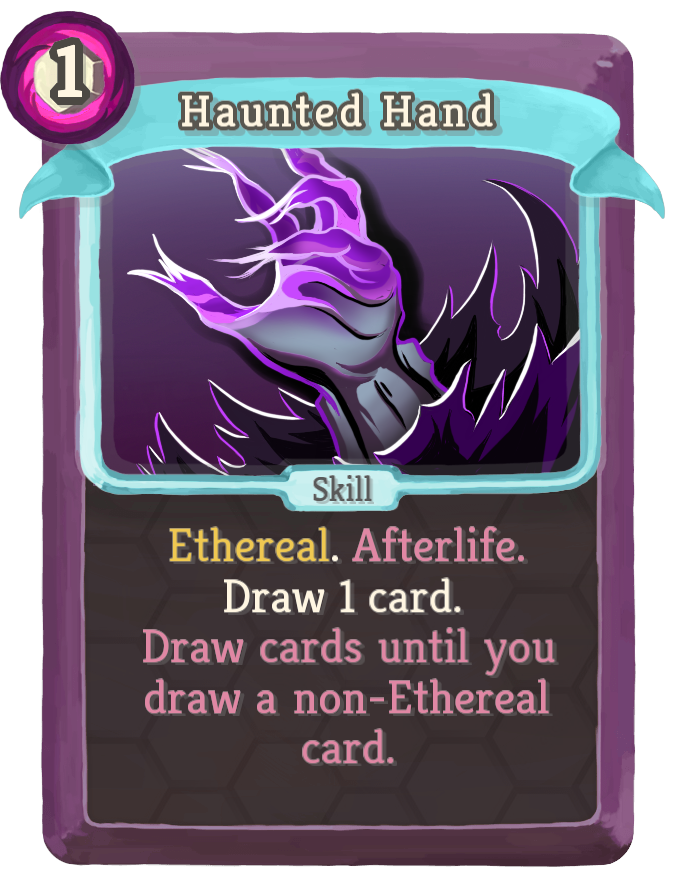 1
Haunted Hand
Skill
Ethereal. Afterlife.
Draw 1 card.
Draw cards until you
draw a non-Ethereal
card.